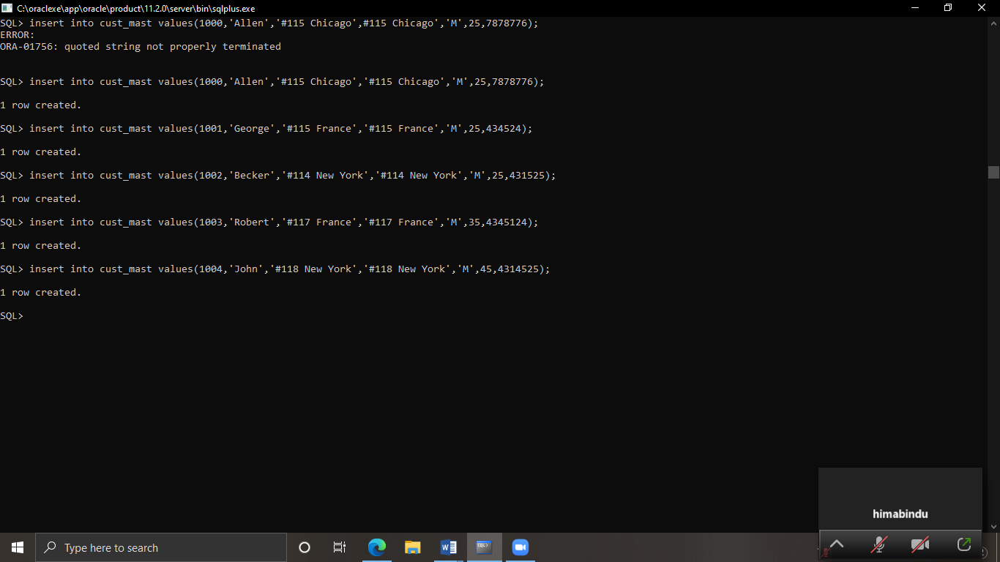 C:\oraclexe\app\oracle\product\11.2.0\server\bin\sqlplus.exe
SQL> insert into cust_mast values(1000,'Allen','#115 Chicago',#115 Chicago','M',25,7878776);
ERROR:
ORA-01756: quoted string not properly terminated
SQL> insert into cust_mast values(1000,'Allen','#115 Chicago','#115 Chicago','M',25,7878776);
1 row created.
SQL> insert into cust_mast values(1001,'George','#115 France','#115 France','M',25,434524);
1 row created.
SQL> insert into cust_mast values(1002,'Becker','#114 New York','#114 New York','M',25,431525);
1 row created.
SQL> insert into cust_mast values(1003,'Robert','#117 France','#117 France','M',35,4345124);
1 row created.
SQL> insert into cust_mast values(1004,'John','#118 New York','#118 New York','M',45,4314525);
1 row created.
SQL>
himabindu
Type here to search